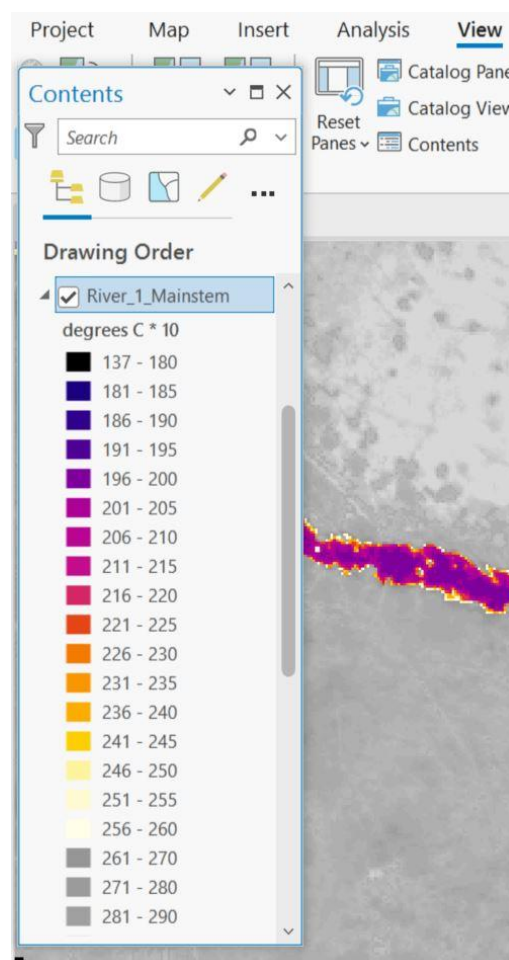 Project Map Insert Analysis View
Contents
Search
Reset
Panes
Catalog Pane
Catalog View
Contents
Drawing Order
River_1_Mainstem
degrees C * 10
137 - 180
181 - 185
186 - 190
191 - 195
196 - 200
201 - 205
206 - 210
211 - 215
216 - 220
221 - 225
226 - 230
231 - 235
236 - 240
241 - 245
246 - 250
251 - 255
256 - 260
261 - 270
271 - 280
281 - 290